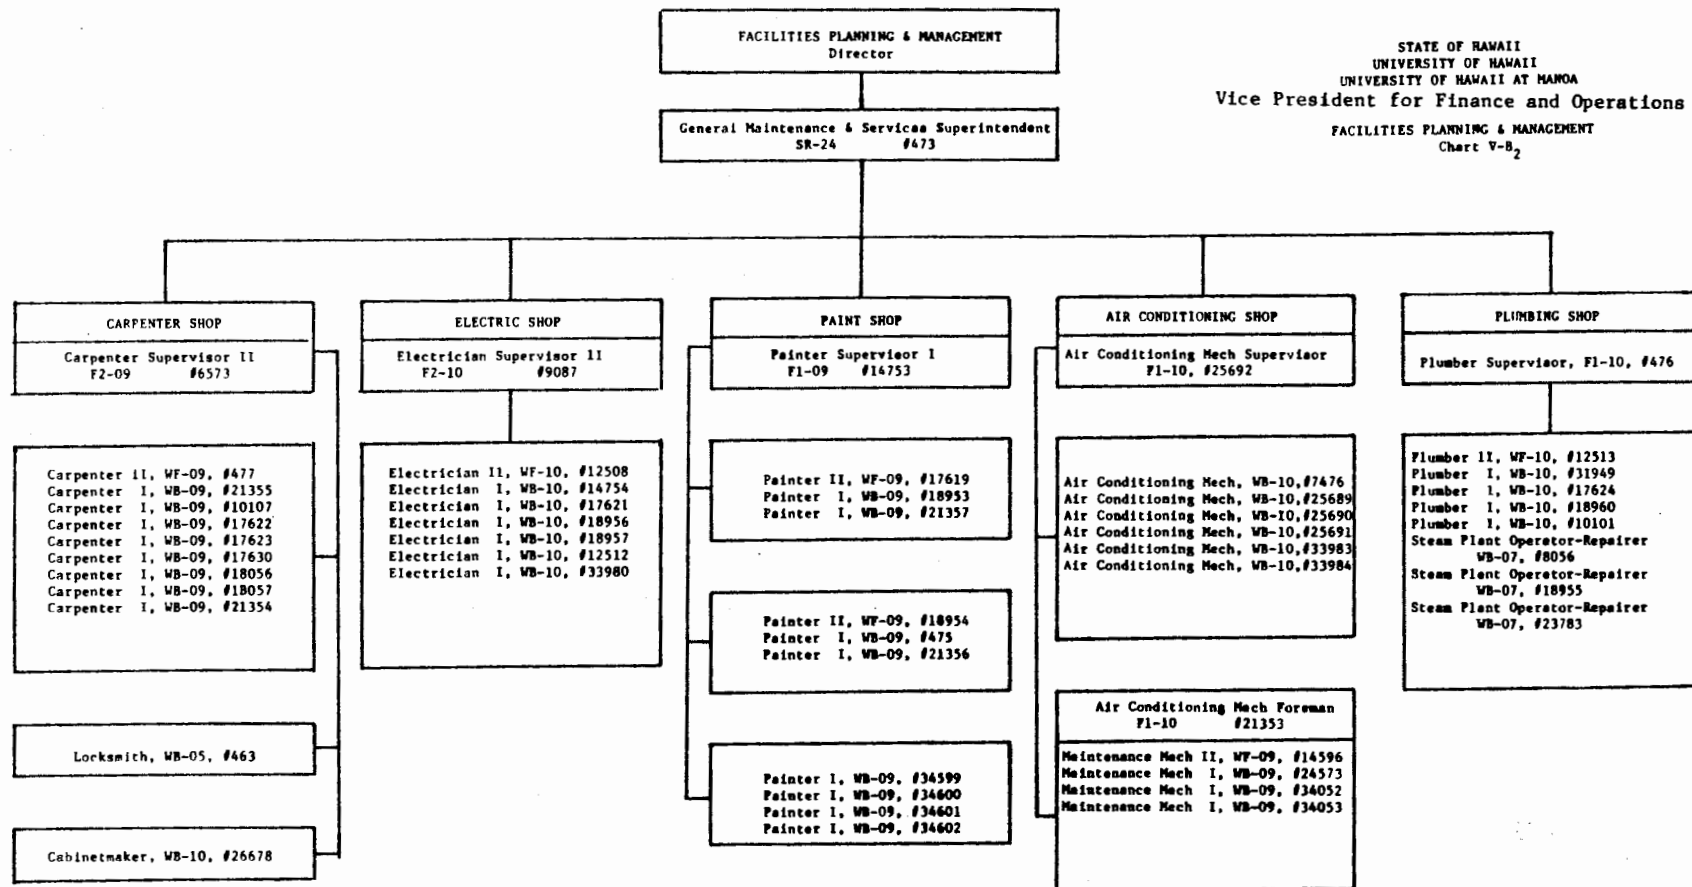 FACILITIES PLANNING & MANAGEMENT
Director
STATE OF HAWAII
UNIVERSITY OF HAWAII
UNIVERSITY OF HAWAII AT MANOA
Vice President for Finance and Operations
FACILITIES PLANNING & MANAGEMENT
Chart V-B2
General Maintenance & Services Superintendent
SR-24 #473
CARPENTER SHOP
Carpenter Supervisor II
F2-09 #6573
Carpenter II, WF-09, #477
Carpenter I, WB-09, #21355
Carpenter I, WB-09, #10107
Carpenter I, WB-09, #17622
Carpenter I, WB-09, #17623
Carpenter I, WB-09, #17630
Carpenter I, WB-09, #18056
Carpenter I, WB-09, #18057
Carpenter I, WB-09, #21354
Locksmith, WB-05, #463
Cabinetmaker, WB-10, #26678
ELECTRIC SHOP
Electrician Supervisor II
F2-10 #9087
Electrician II, WF-10, #12508
Electrician I, WB-10, #14754
Electrician I, WB-10, #17621
Electrician I, WB-10, #18956
Electrician I, WB-10, #18957
Electrician I, WB-10, #12512
Electrician I, WB-10, #33980
PAINT SHOP
Painter Supervisor I
F1-09 #14753
Painter II, WF-09, #17619
Painter I, WB-09, #18953
Painter I, WB-09, #21357
Painter II, WF-09, #18954
Painter I, WB-09, #475
Painter I, WB-09, #21356
Painter I, WB-09, #34599
Painter I, WB-09, #34600
Painter I, WB-09, #34601
Painter I, WB-09, #34602
AIR CONDITIONING SHOP
Air Conditioning Mech Supervisor
F1-10, #25692
Air Conditioning Mech, WB-10,#7476
Air Conditioning Mech, WB-10,#25689
Air Conditioning Mech, WB-10,#25690
Air Conditioning Mech, WB-10,#25691
Air Conditioning Mech, WB-10,#33983
Air Conditioning Mech, WB-10,#33984
Air Conditioning Mech Foreman
F1-10 #21353
Maintenance Mech II, WF-09, #14596
Maintenance Mech I, WB-09, #24573
Maintenance Mech I, WB-09, #34052
Maintenance Mech I, WB-09, #34053
PLUMBING SHOP
Plumber Supervisor, F1-10, #476
Plumber II, WF-10, #12513
Plumber I, WB-10, #31949
Plumber I, WB-10, #17624
Plumber I, WB-10, #18960
Plumber I, WB-10, #10101
Steam Plant Operator-Repairer
WB-07, #8056
Steam Plant Operator-Repairer
WB-07, #18955
Steam Plant Operator-Repairer
WB-07, #23783